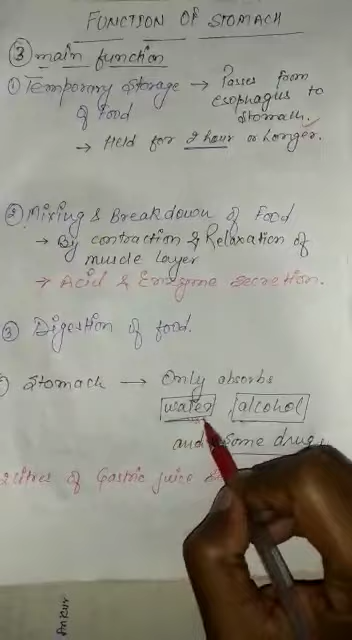 FUNCTION OF STOMACH
③ main function
① Temporary Storage → Passes from
of Food esophagus to
stomach.
→ Held for 2 hour or longer.
② Mixing & Breakdown of Food
→ By contraction & Relaxation of
muscle layer
→ Acid & Enzyme secretion.
③ Digestion of food.
Stomach → Only absorbs
water alcohol
and some drugs
2 litres of Gastric juice
Ankur